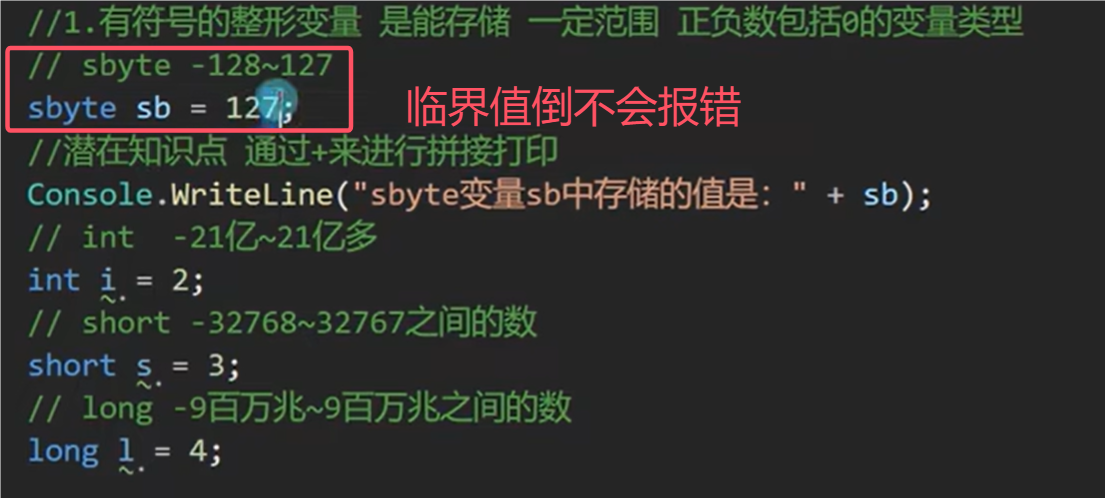 //1.有符号的整形变量 是能存储 一定范围 正负数包括0的变量类型
// sbyte -128~127
sbyte sb = 127;
临界值倒不会报错
//潜在知识点 通过+来进行拼接打印
Console.WriteLine("sbyte变量sb中存储的值是：" + sb);
// int  -21亿~21亿多
int i = 2;
// short -32768~32767之间的数
short s = 3;
// long -9百万兆~9百万兆之间的数
long l = 4;